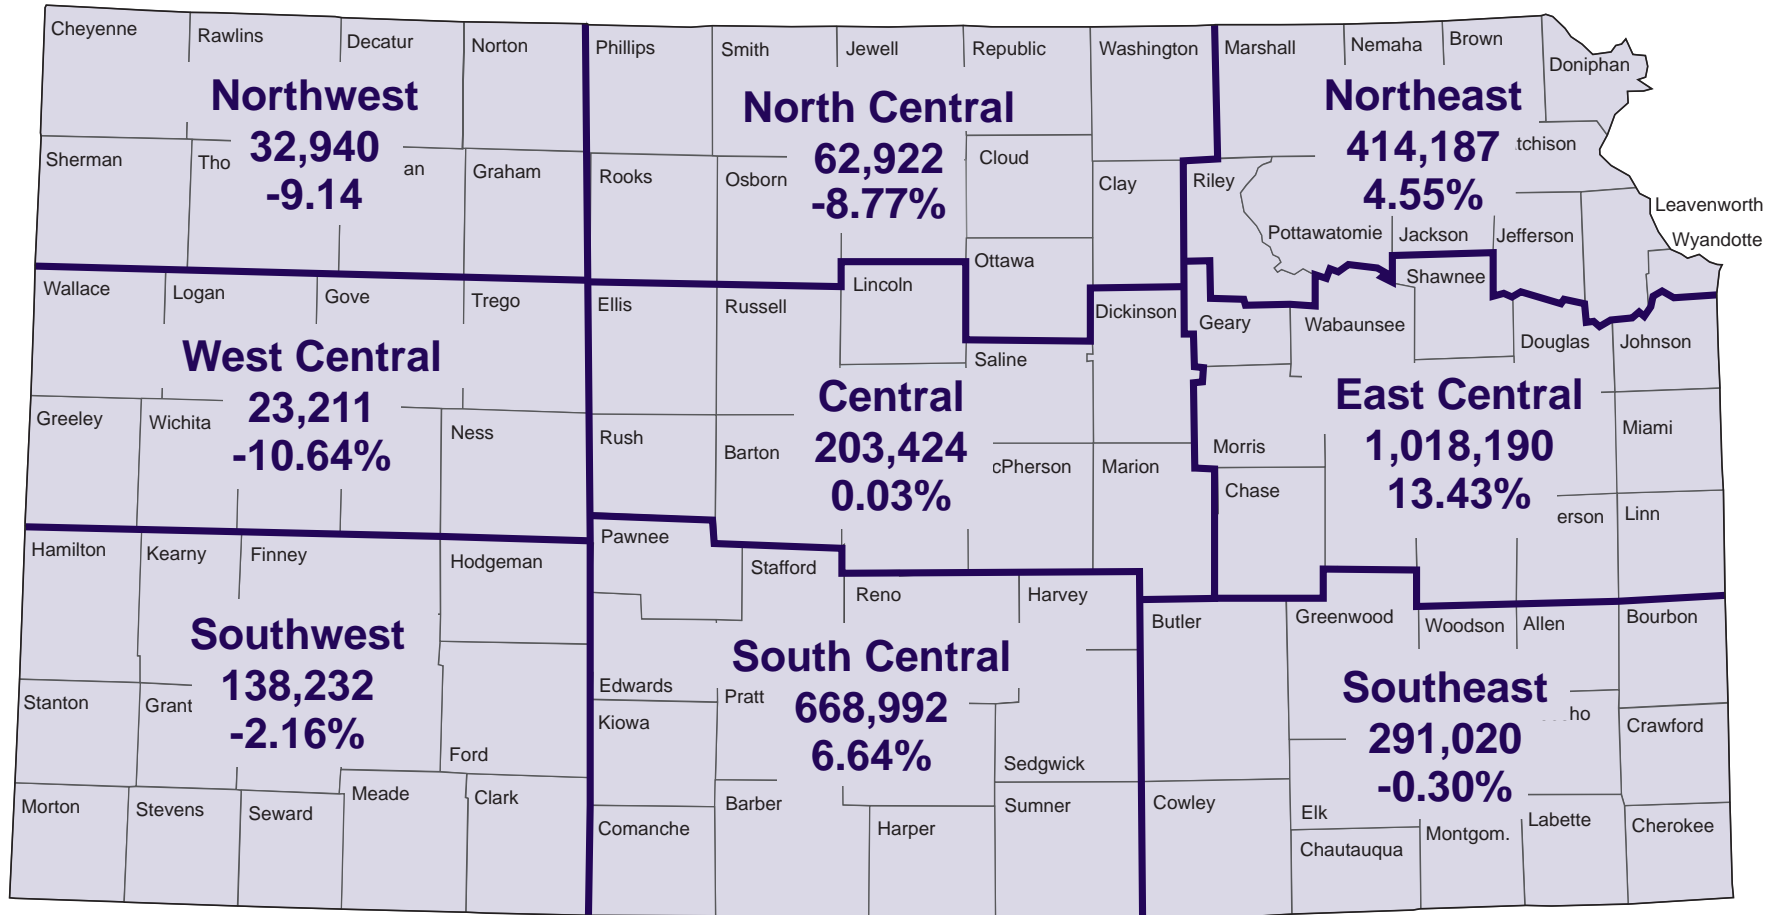 Cheyenne
Rawlins
Decatur
Norton
Phillips
Smith
Jewell
Republic
Washington
Marshall
Nemaha
Brown
Doniphan
Northwest
32,940
-9.14
North Central
62,922
-8.77%
Northeast
414,187
4.55%
Sherman
Tho
an
Graham
Rooks
Osborn
Cloud
Clay
Riley
tchison
Pottawatomie
Jackson
Jefferson
Leavenworth
Wyandotte
Ottawa
Shawnee
Wallace
Logan
Gove
Trego
Ellis
Russell
Lincoln
Dickinson
Geary
Wabaunsee
Douglas
Johnson
Saline
West Central
23,211
-10.64%
Central
203,424
0.03%
East Central
1,018,190
13.43%
Greeley
Wichita
Ness
Rush
Barton
cPherson
Marion
Morris
Miami
Chase
erson
Linn
Hamilton
Kearny
Finney
Hodgeman
Pawnee
Stafford
Reno
Harvey
Butler
Greenwood
Woodson
Allen
Bourbon
Southwest
138,232
-2.16%
South Central
668,992
6.64%
Southeast
291,020
-0.30%
Stanton
Grant
Ford
Edwards
Kiowa
Pratt
Sedgwick
ho
Crawford
Morton
Stevens
Seward
Meade
Clark
Comanche
Barber
Harper
Sumner
Cowley
Elk
Chautauqua
Montgom.
Labette
Cherokee